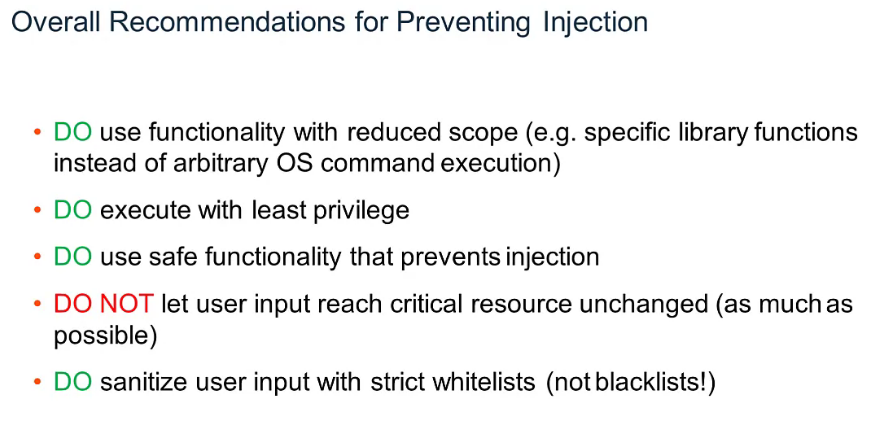 Overall Recommendations for Preventing Injection
• DO use functionality with reduced scope (e.g. specific library functions
instead of arbitrary OS command execution)
• DO execute with least privilege
• DO use safe functionality that prevents injection
• DO NOT let user input reach critical resource unchanged (as much as
possible)
• DO sanitize user input with strict whitelists (not blacklists!)